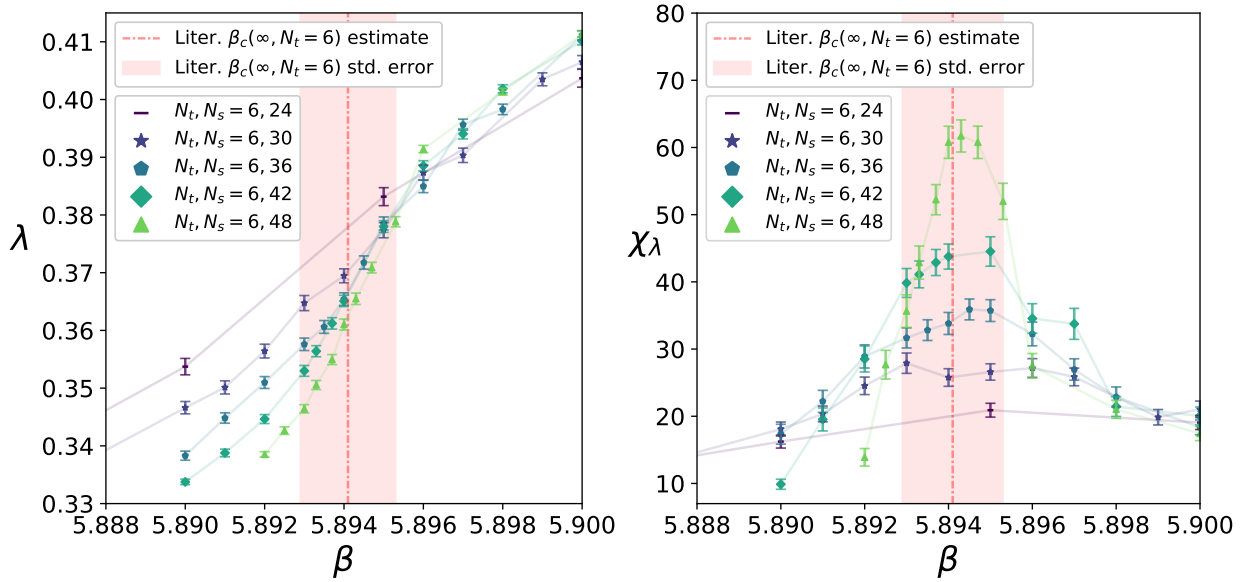 0.41
0.40
0.39
0.38
0.37
0.36
0.35
0.34
0.33
λ
Liter. βc(∞, Nt = 6) estimate
Liter. βc(∞, Nt = 6) std. error
Nt, Ns = 6, 24
Nt, Ns = 6, 30
Nt, Ns = 6, 36
Nt, Ns = 6, 42
Nt, Ns = 6, 48
5.888 5.890 5.892 5.894 5.896 5.898 5.900
β
80
70
60
50
40
30
20
10
χλ
Liter. βc(∞, Nt = 6) estimate
Liter. βc(∞, Nt = 6) std. error
Nt, Ns = 6, 24
Nt, Ns = 6, 30
Nt, Ns = 6, 36
Nt, Ns = 6, 42
Nt, Ns = 6, 48
5.888 5.890 5.892 5.894 5.896 5.898 5.900
β